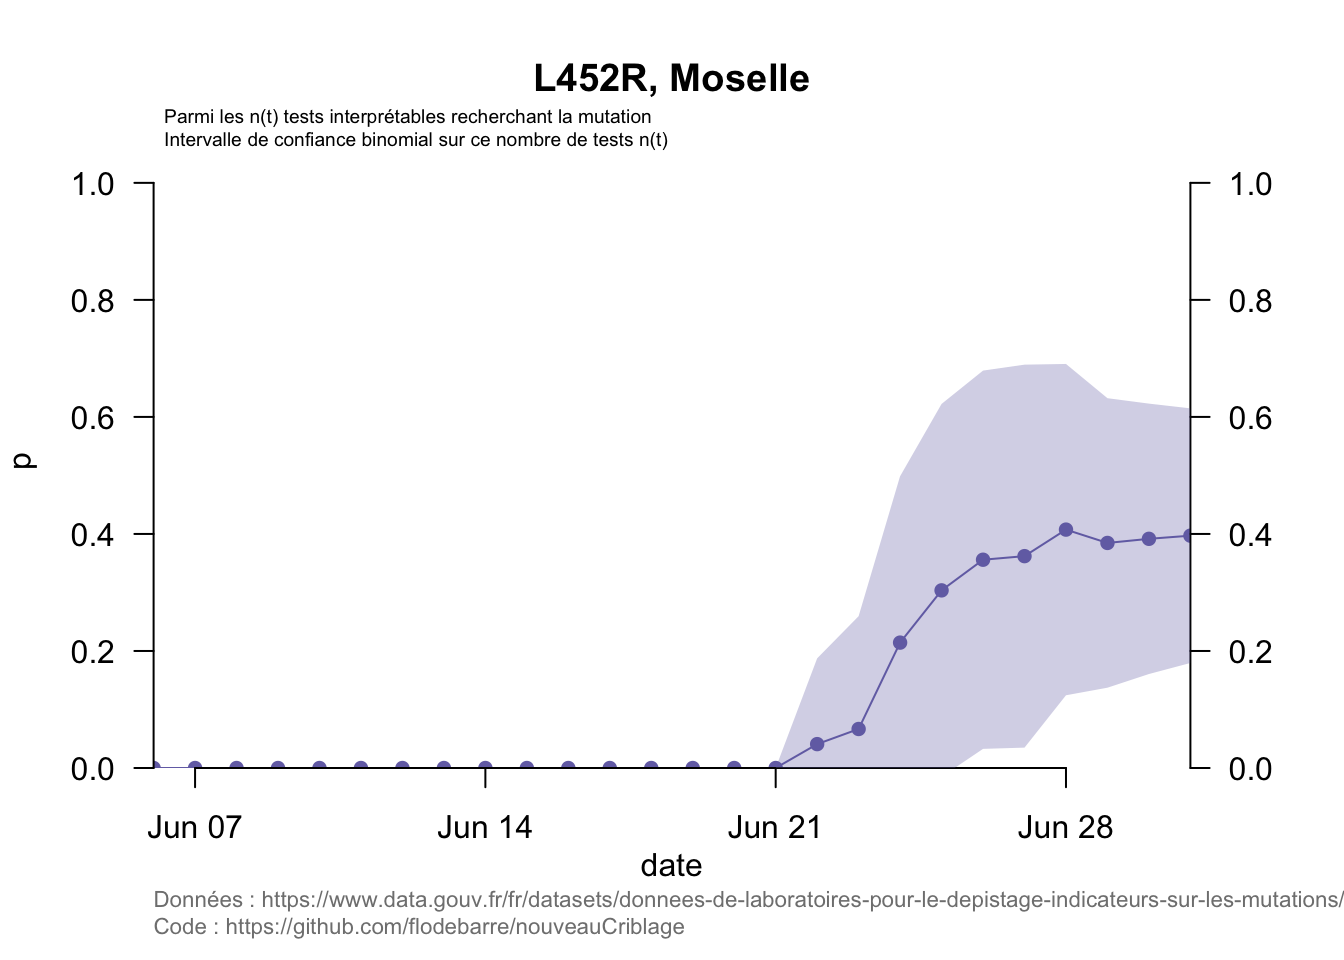 L452R, Moselle
Parmi les n(t) tests interprétables recherchant la mutation
Intervalle de confiance binomial sur ce nombre de tests n(t)
1.0
0.8
0.6
0.4
0.2
0.0
p
1.0
0.8
0.6
0.4
0.2
0.0
Jun 07 Jun 14 Jun 21 Jun 28
date
Données : https://www.data.gouv.fr/fr/datasets/donnees-de-laboratoires-pour-le-depistage-indicateurs-sur-les-mutations/
Code : https://github.com/flodebarre/nouveauCriblage